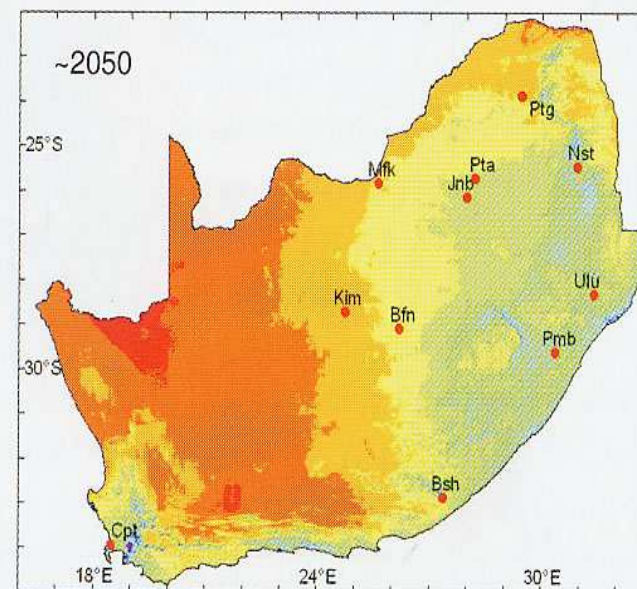 ~2050
Ptg
25°S
Mfk
Pta
Nst
Jnb
Kim
Bfn
Ulu
Pmb
30°S
Bsh
Cpt
18°E
24°E
30°E